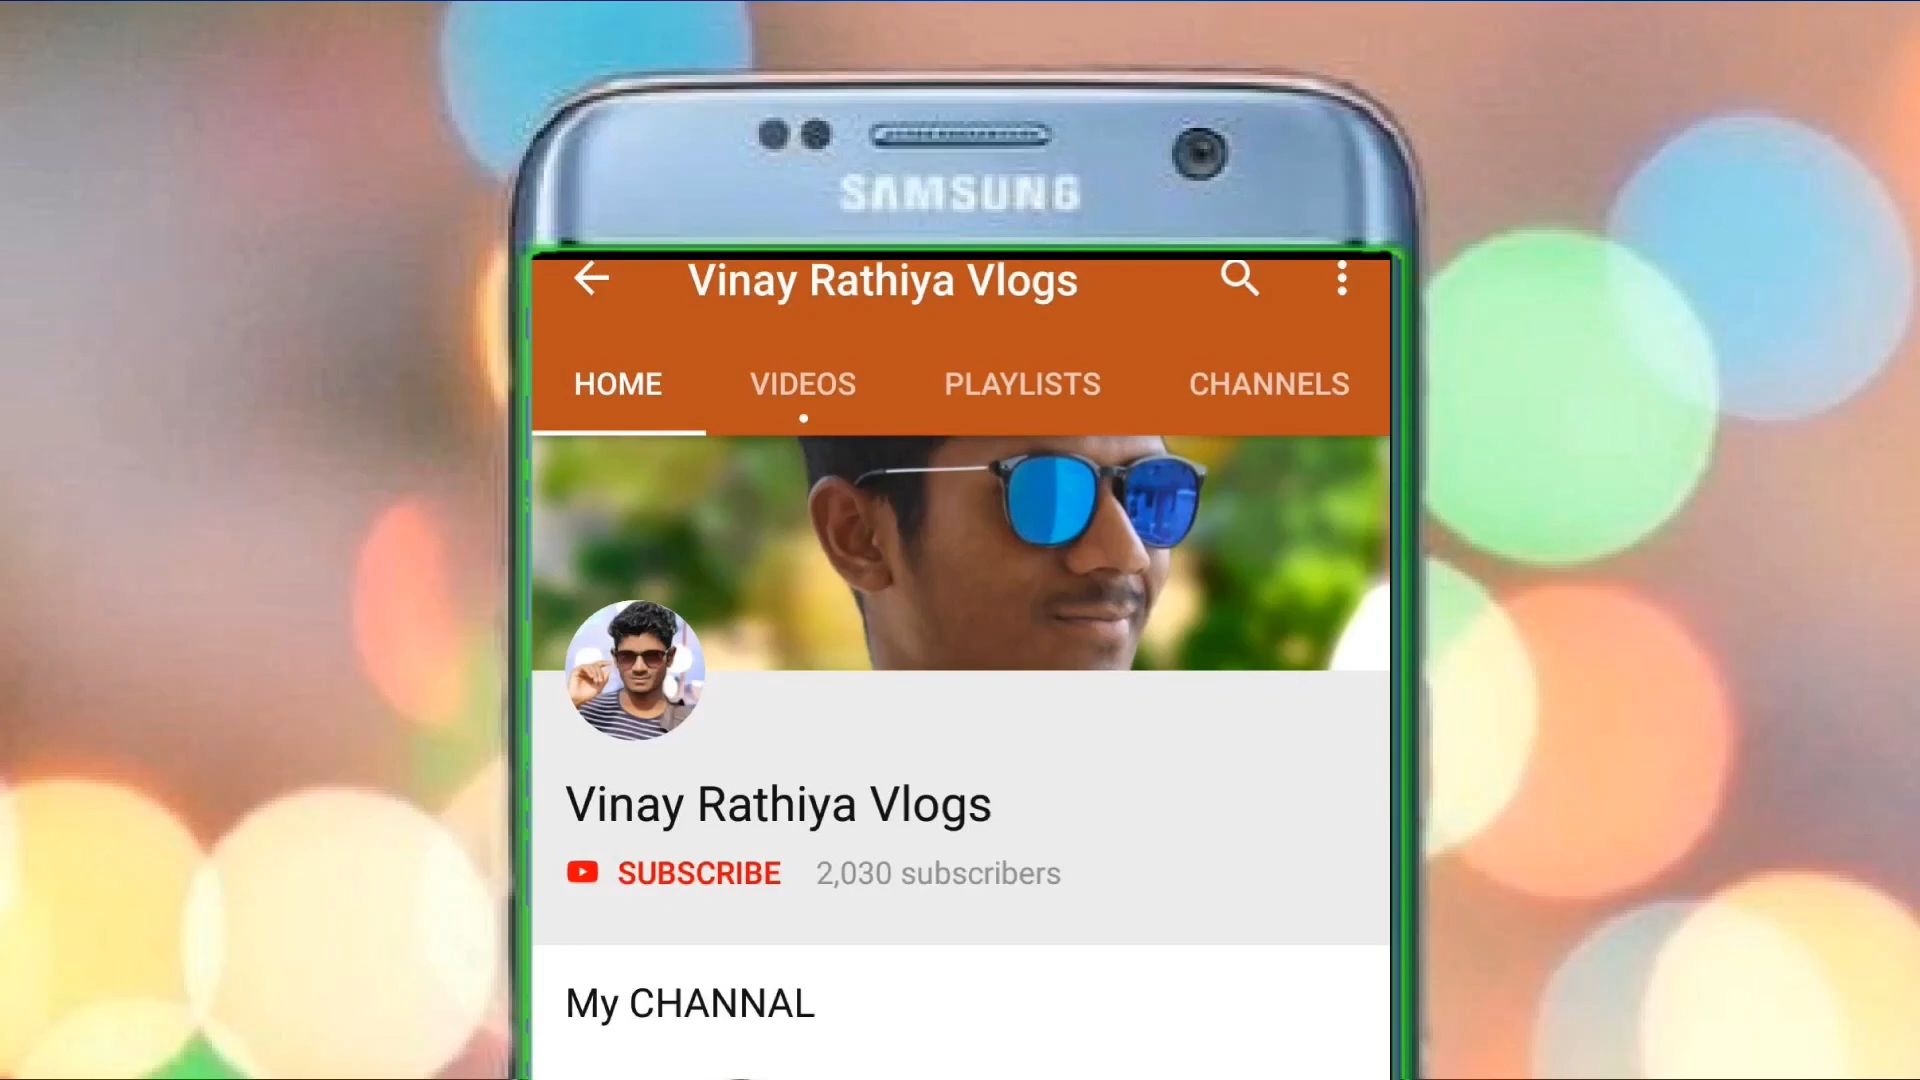 SAMSUNG
Vinay Rathiya Vlogs
HOME VIDEOS PLAYLISTS CHANNELS
Vinay Rathiya Vlogs
SUBSCRIBE 2,030 subscribers
My CHANNAL